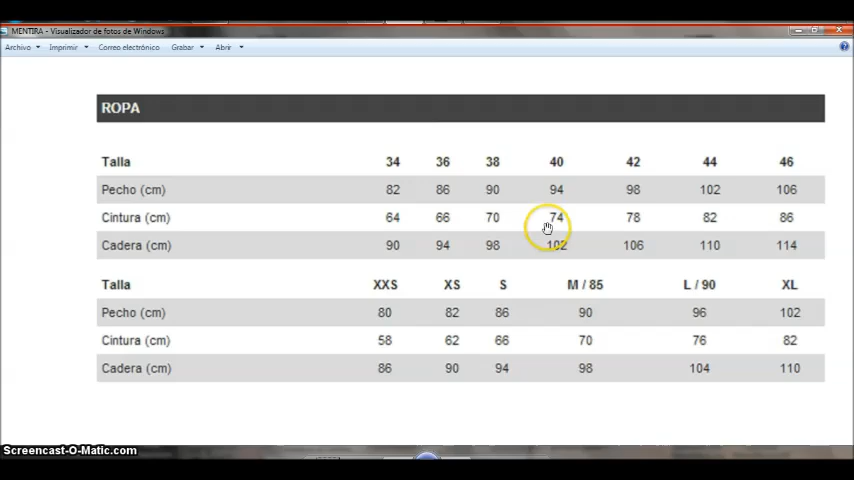 MENTIRA - Visualizador de fotos de Windows
Archivo Imprimir Correo electrónico Grabar Abrir
ROPA
Talla 34 36 38 40 42 44 46
Pecho (cm) 82 86 90 94 98 102 106
Cintura (cm) 64 66 70 74 78 82 86
Cadera (cm) 90 94 98 102 106 110 114
Talla XXS XS S M / 85 L / 90 XL
Pecho (cm) 80 82 86 90 96 102
Cintura (cm) 58 62 66 70 76 82
Cadera (cm) 86 90 94 98 104 110
Screencast-O-Matic.com